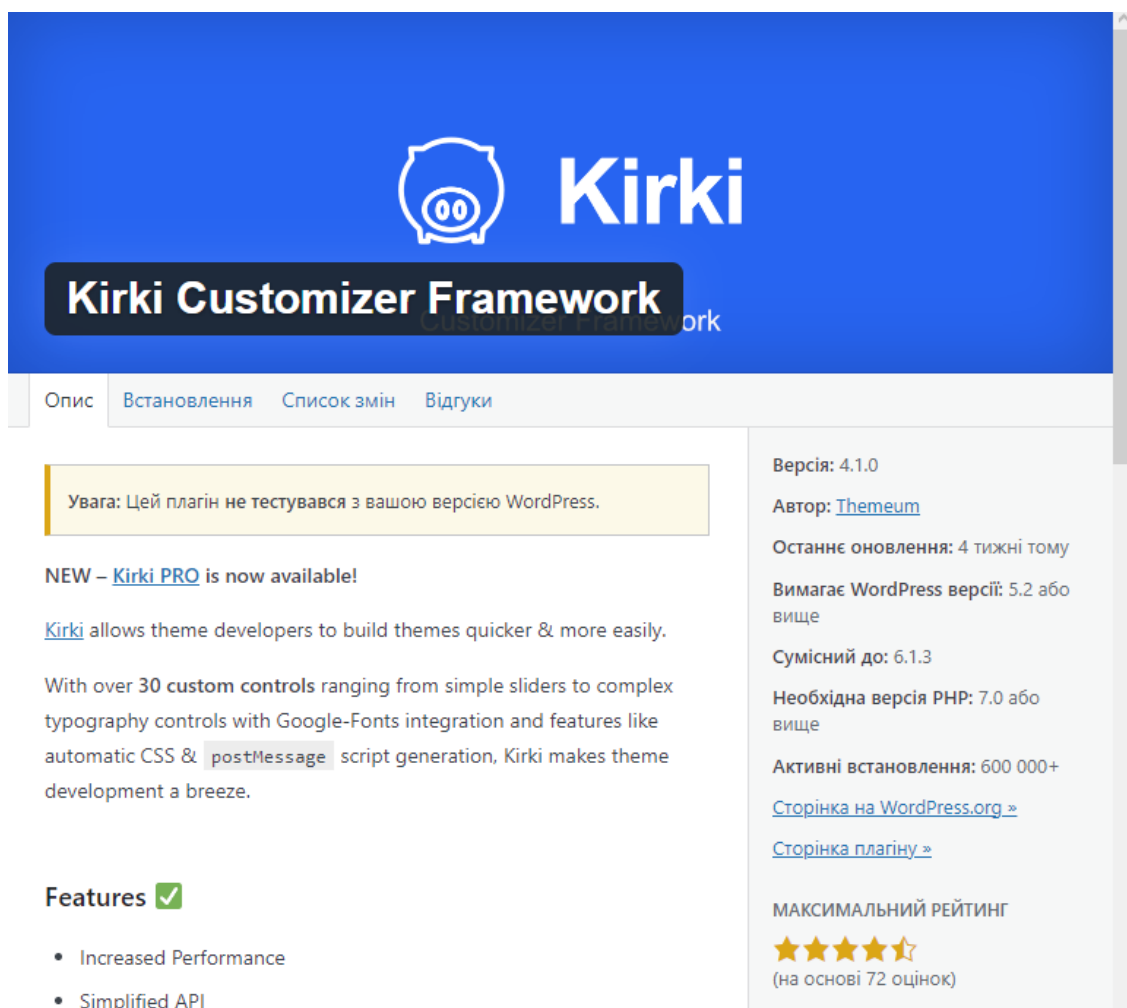 Kirki
Kirki Customizer Framework
Customizer Framework
Опис
Встановлення
Список змін
Відгуки
Увага: Цей плагін не тестувався з вашою версією WordPress.
NEW – Kirki PRO is now available!
Kirki allows theme developers to build themes quicker & more easily.
With over 30 custom controls ranging from simple sliders to complex
typography controls with Google-Fonts integration and features like
automatic CSS & postMessage script generation, Kirki makes theme
development a breeze.
Features ✅
• Increased Performance
• Simplified API
Версія: 4.1.0
Автор: Themeum
Останнє оновлення: 4 тижні тому
Вимагає WordPress версії: 5.2 або
вище
Сумісний до: 6.1.3
Необхідна версія PHP: 7.0 або
вище
Активні встановлення: 600 000+
Сторінка на WordPress.org »
Сторінка плагіну »
МАКСИМАЛЬНИЙ РЕЙТИНГ
(на основі 72 оцінок)